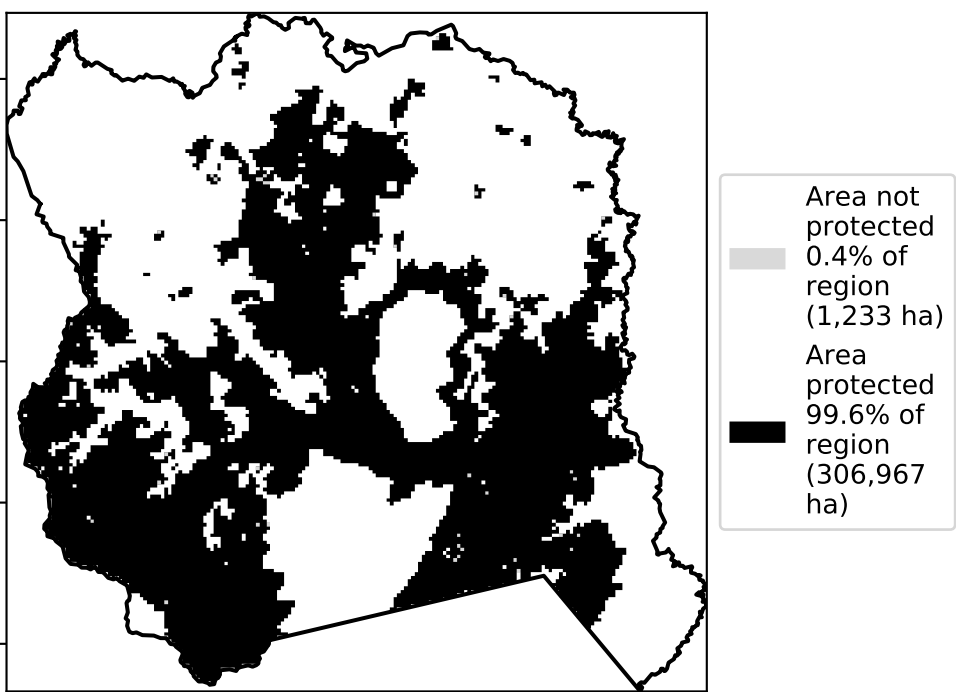 Area not
protected
0.4% of
region
(1,233 ha)
Area
protected
99.6% of
region
(306,967
ha)